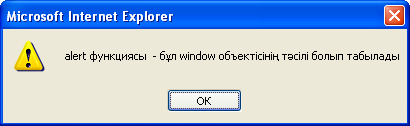 Microsoft Internet Explorer
alert функциясы - бұл window объектісінің тәсілі болып табылады
OK